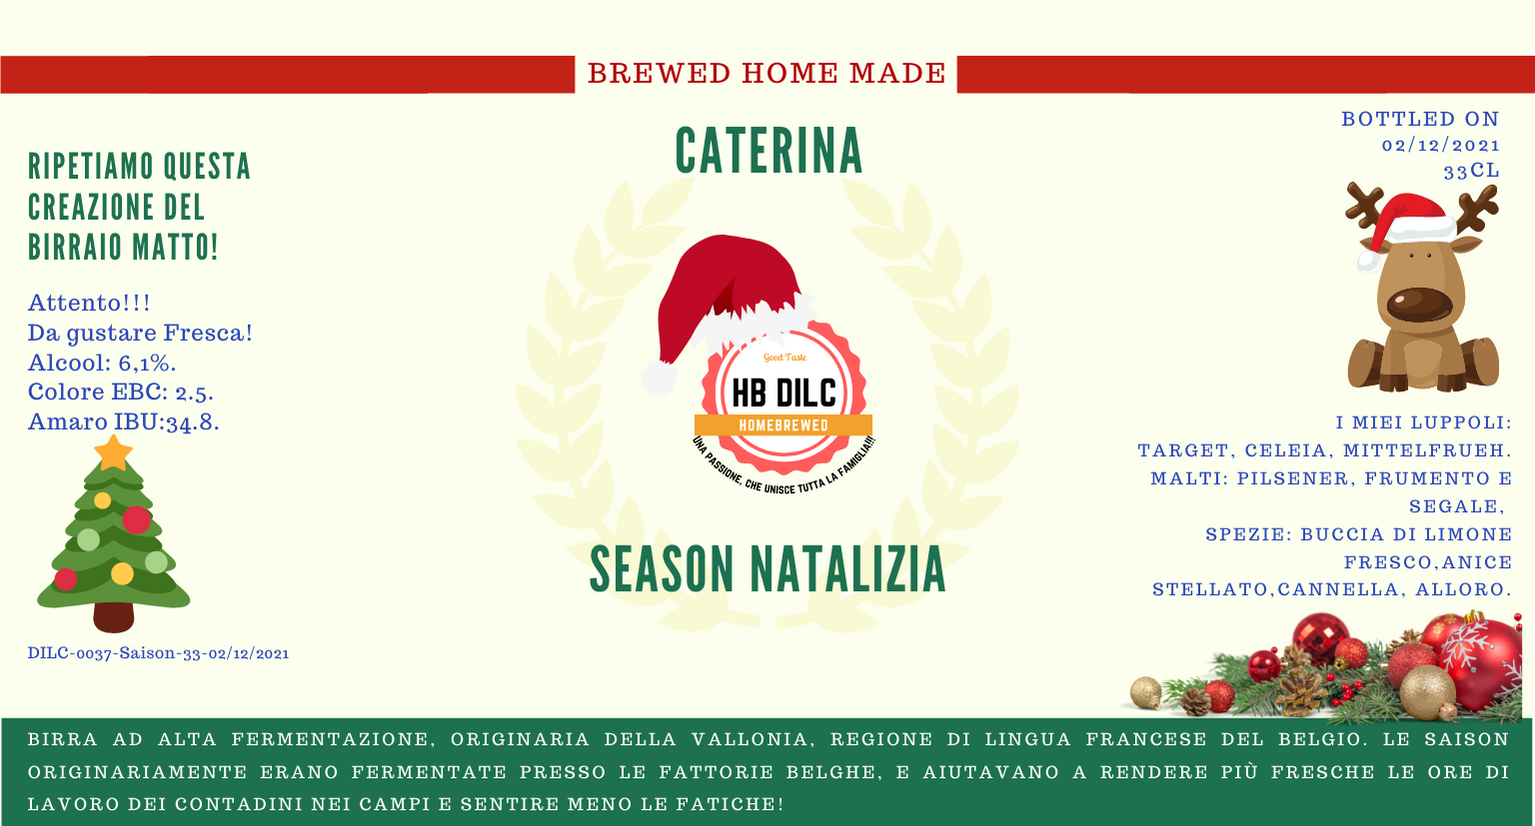 BREWED HOME MADE
CATERINA
BOTTLED ON
02/12/2021
33CL
RIPETIAMO QUESTA
CREAZIONE DEL
BIRRAIO MATTO!
Attento!!!
Da gustare Fresca!
Alcool: 6,1%.
Colore EBC: 2.5.
Amaro IBU:34.8.
Good Taste
HB DILC
HOMEBREWED
UNA PASSIONE, CHE UNISCE TUTTA LA FAMIGLIA!!!
SEASON NATALIZIA
I MIEI LUPPOLI:
TARGET, CELEIA, MITTELFRUEH.
MALTI: PILSENER, FRUMENTO E
SEGALE,
SPEZIE: BUCCIA DI LIMONE
FRESCO,ANICE
STELLATO,CANNELLA, ALLORO.
DILC-0037-Saison-33-02/12/2021
BIRRA AD ALTA FERMENTAZIONE, ORIGINARIA DELLA VALLONIA, REGIONE DI LINGUA FRANCESE DEL BELGIO. LE SAISON
ORIGINARIAMENTE ERANO FERMENTATE PRESSO LE FATTORIE BELGHE, E AIUTAVANO A RENDERE PIÙ FRESCHE LE ORE DI
LAVORO DEI CONTADINI NEI CAMPI E SENTIRE MENO LE FATICHE!